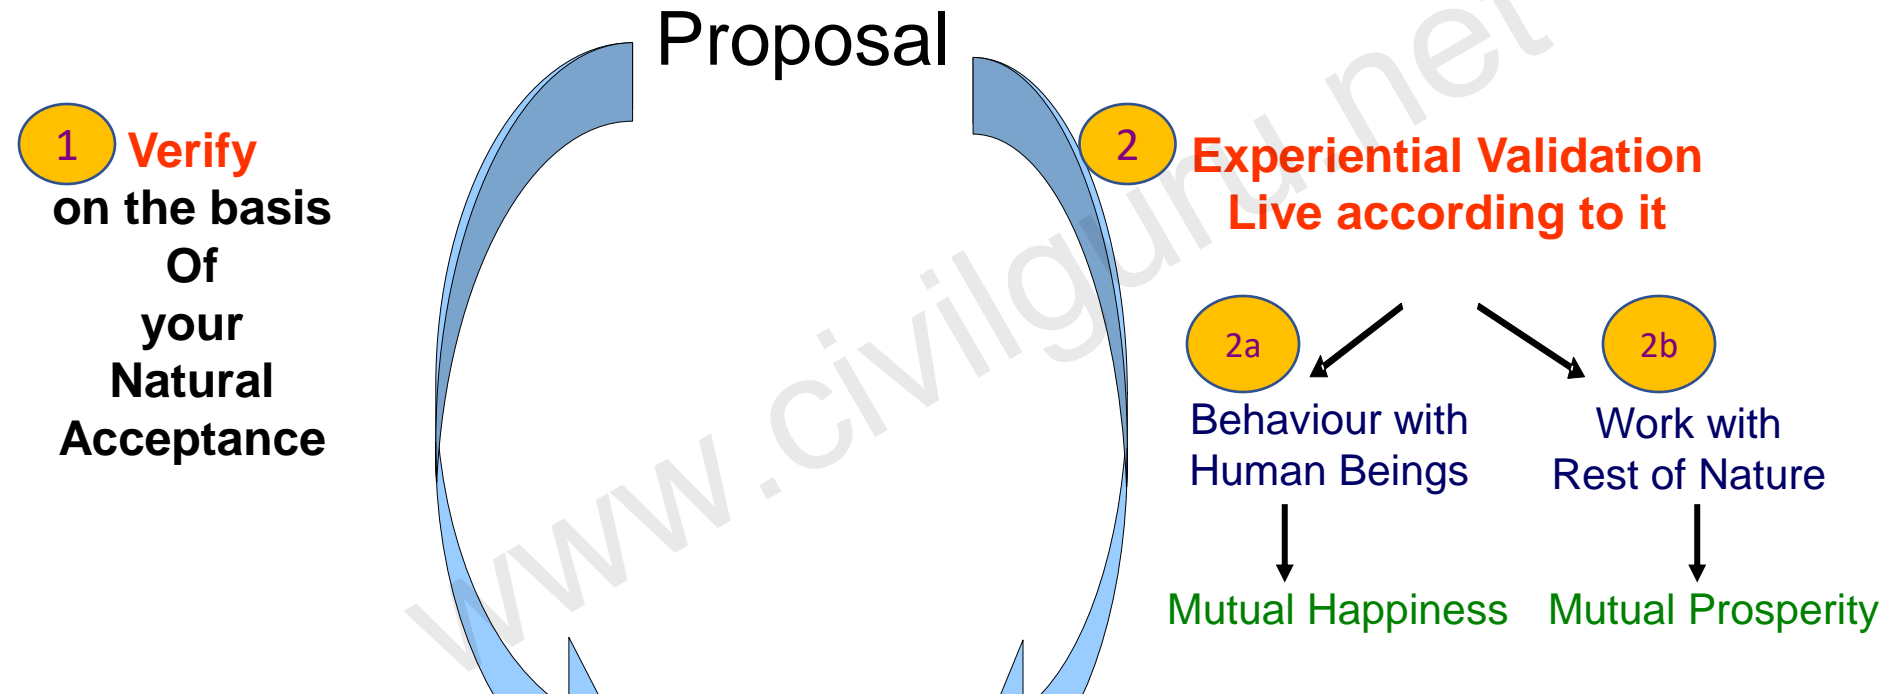 Proposal
1
Verify
on the basis
Of
your
Natural
Acceptance
2
Experiential Validation
Live according to it
2a
Behaviour with
Human Beings
Mutual Happiness
2b
Work with
Rest of Nature
Mutual Prosperity
www.civilguru.net